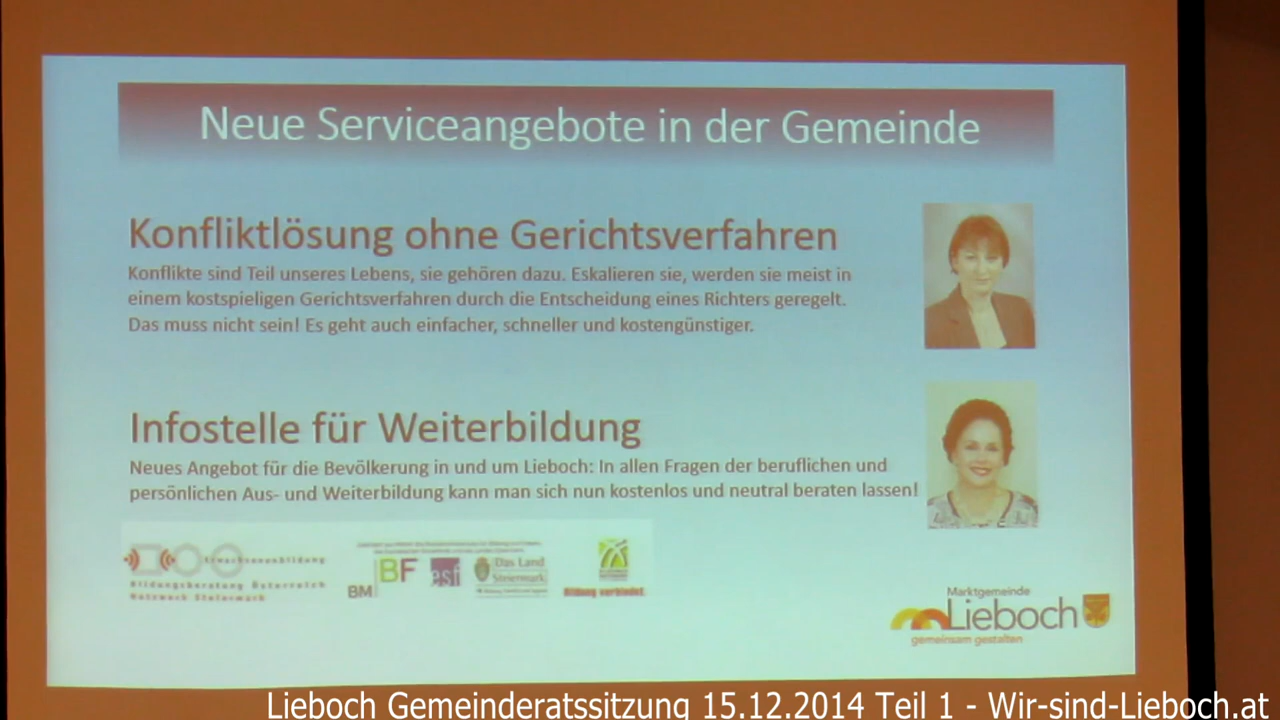 Neue Serviceangebote in der Gemeinde
Konfliktlösung ohne Gerichtsverfahren
Konflikte sind Teil unseres Lebens, sie gehören dazu. Eskalieren sie, werden sie meist in
einem kostspieligen Gerichtsverfahren durch die Entscheidung eines Richters geregelt.
Das muss nicht sein! Es geht auch einfacher, schneller und kostengünstiger.
Infostelle für Weiterbildung
Neues Angebot für die Bevölkerung in und um Lieboch: In allen Fragen der beruflichen und
persönlichen Aus- und Weiterbildung kann man sich nun kostenlos und neutral beraten lassen!
Erwachsenenbildung
Bildungsberatung Österreich
Netzwerk Steiermark
BM BF
esf
Das Land
Steiermark
Bildung verbindet
Marktgemeinde
Lieboch
gemeinsam gestalten
Lieboch Gemeinderatssitzung 15.12.2014 Teil 1 - Wir-sind-Lieboch.at